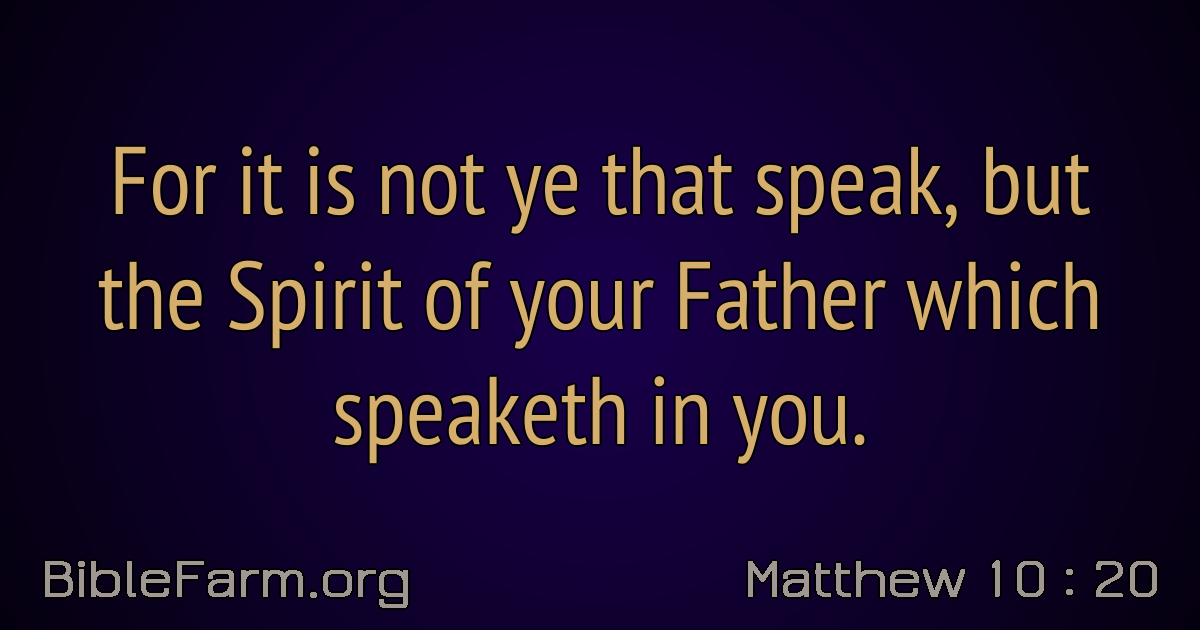 For it is not ye that speak, but
the Spirit of your Father which
speaketh in you.
BibleFarm.org
Matthew 10 : 20